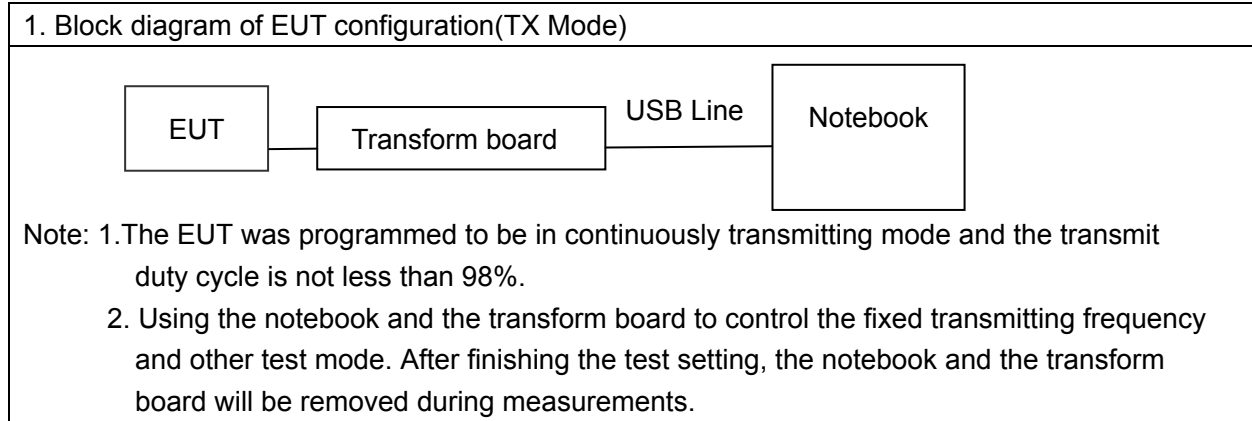 1. Block diagram of EUT configuration(TX Mode)
EUT
Transform board
USB Line
Notebook
Note: 1.The EUT was programmed to be in continuously transmitting mode and the transmit
duty cycle is not less than 98%.
2. Using the notebook and the transform board to control the fixed transmitting frequency
and other test mode. After finishing the test setting, the notebook and the transform
board will be removed during measurements.